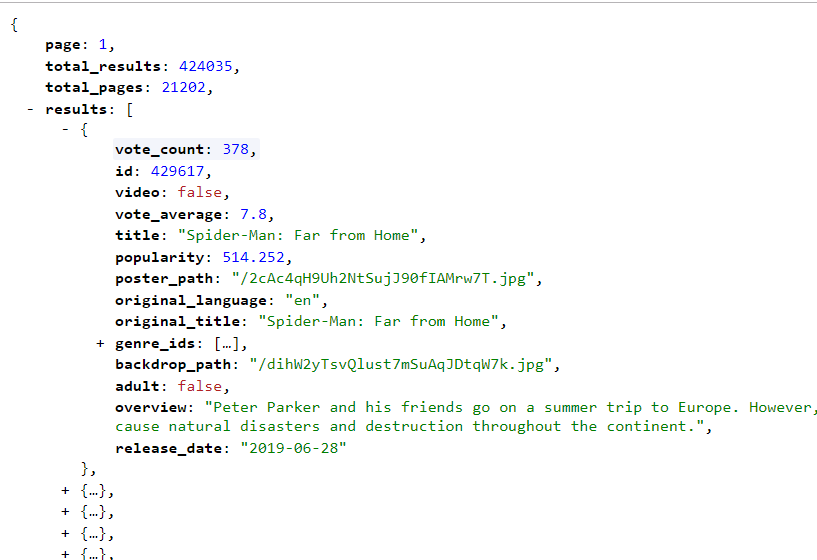 {
page: 1,
total_results: 424035,
total_pages: 21202,
- results: [
- {
vote_count: 378,
id: 429617,
video: false,
vote_average: 7.8,
title: "Spider-Man: Far from Home",
popularity: 514.252,
poster_path: "/2cAc4qH9Uh2NtSujJ90fIAMrw7T.jpg",
original_language: "en",
original_title: "Spider-Man: Far from Home",
+ genre_ids: […],
backdrop_path: "/dihW2yTsvQlust7mSuAqJDtqW7k.jpg",
adult: false,
overview: "Peter Parker and his friends go on a summer trip to Europe. However,
cause natural disasters and destruction throughout the continent.",
release_date: "2019-06-28"
},
+ {…},
+ {…},
+ {…},
+ {…},